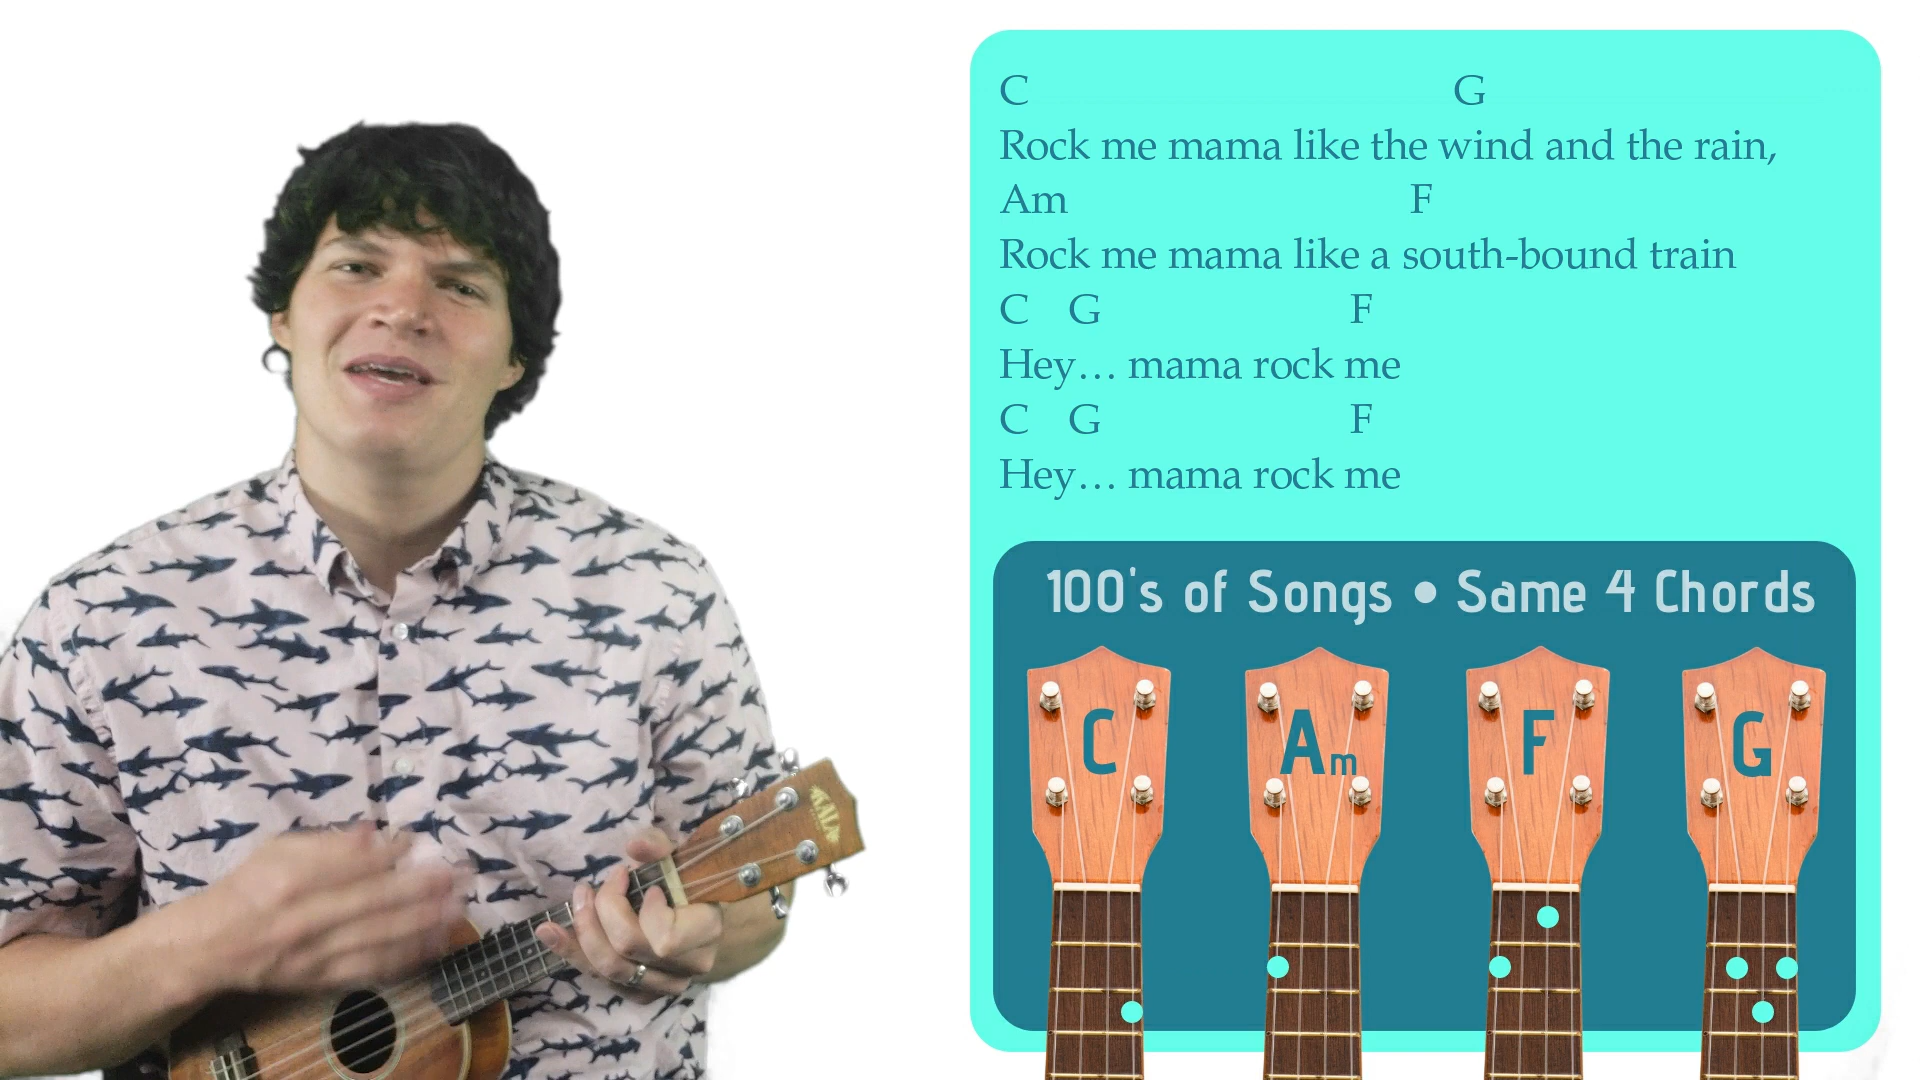 C G
Rock me mama like the wind and the rain,
Am F
Rock me mama like a south-bound train
C G F
Hey… mama rock me
C G F
Hey… mama rock me
100's of Songs • Same 4 Chords
C Am F G
KALA